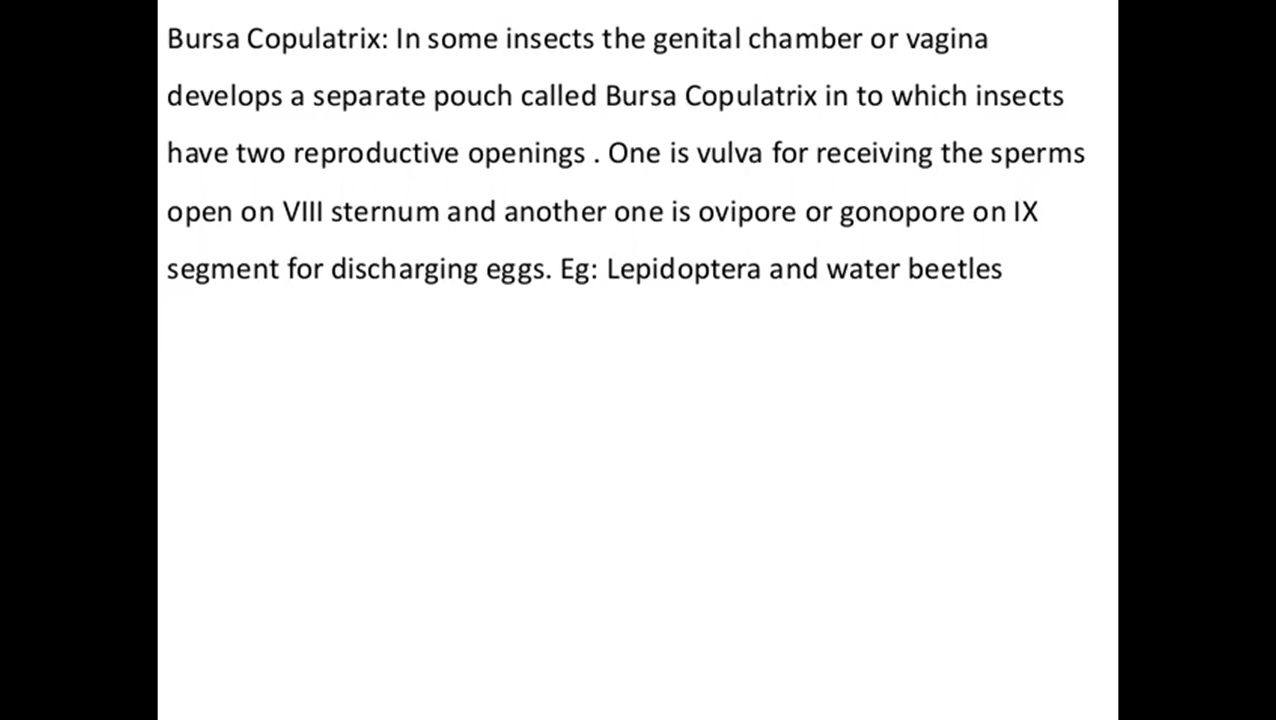 Bursa Copulatrix: In some insects the genital chamber or vagina
develops a separate pouch called Bursa Copulatrix in to which insects
have two reproductive openings . One is vulva for receiving the sperms
open on VIII sternum and another one is ovipore or gonopore on IX
segment for discharging eggs. Eg: Lepidoptera and water beetles